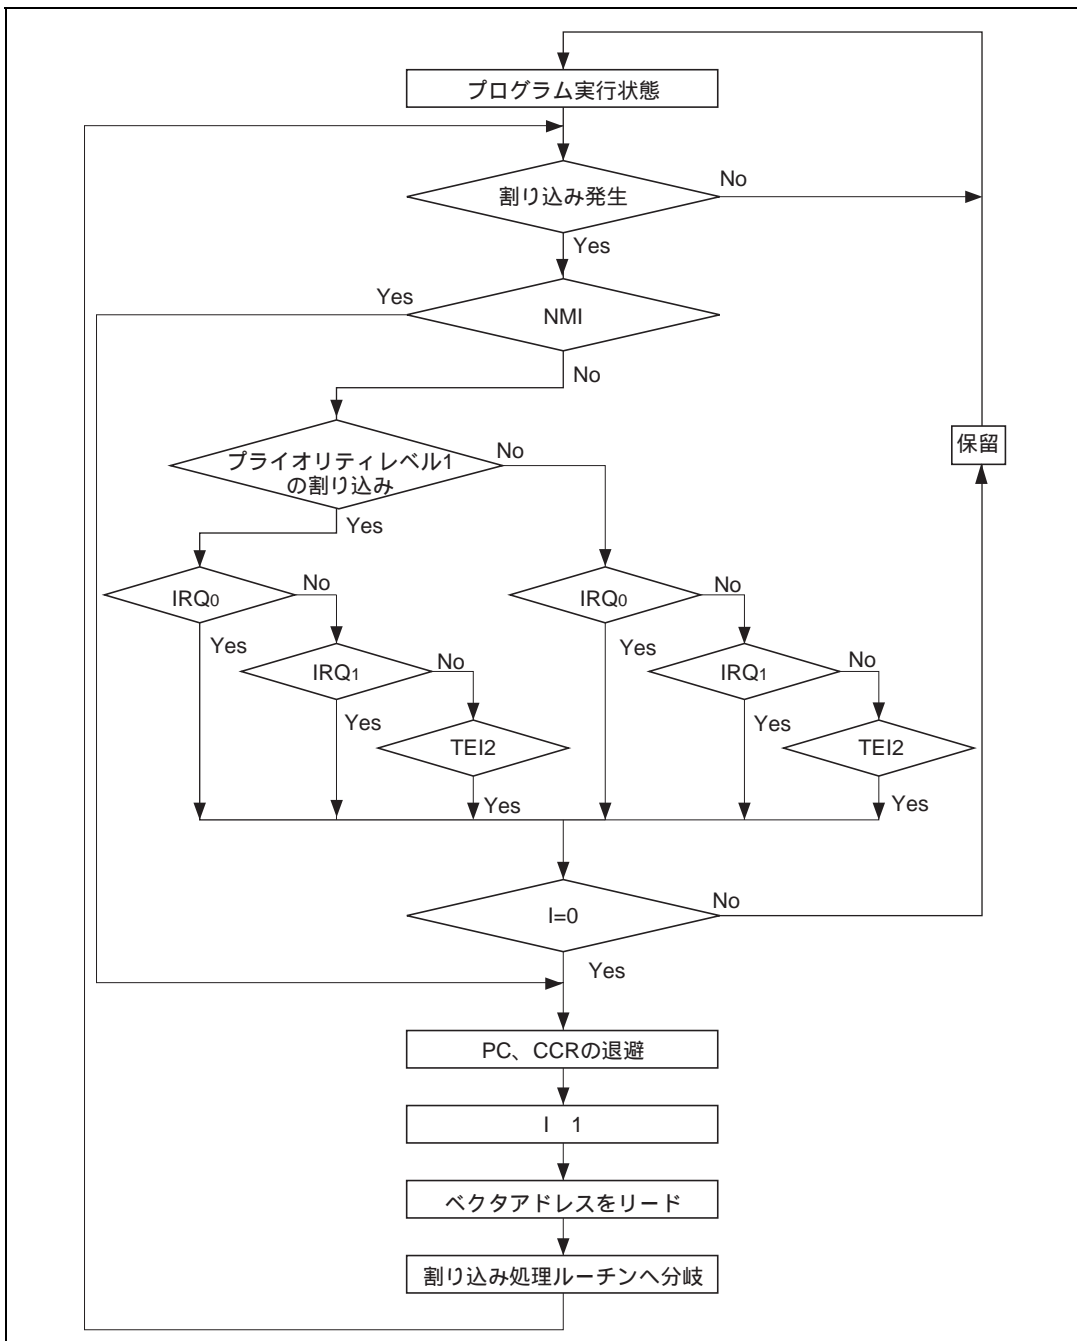 プログラム実行状態
割り込み発生
No
Yes
Yes
NMI
No
保留
プライオリティレベル1
の割り込み
No
Yes
IRQ0
No
IRQ0
No
Yes
Yes
IRQ1
No
IRQ1
No
Yes
Yes
TEI2
TEI2
Yes
Yes
I=0
No
Yes
PC、CCRの退避
I 1
ベクタアドレスをリード
割り込み処理ルーチンへ分岐